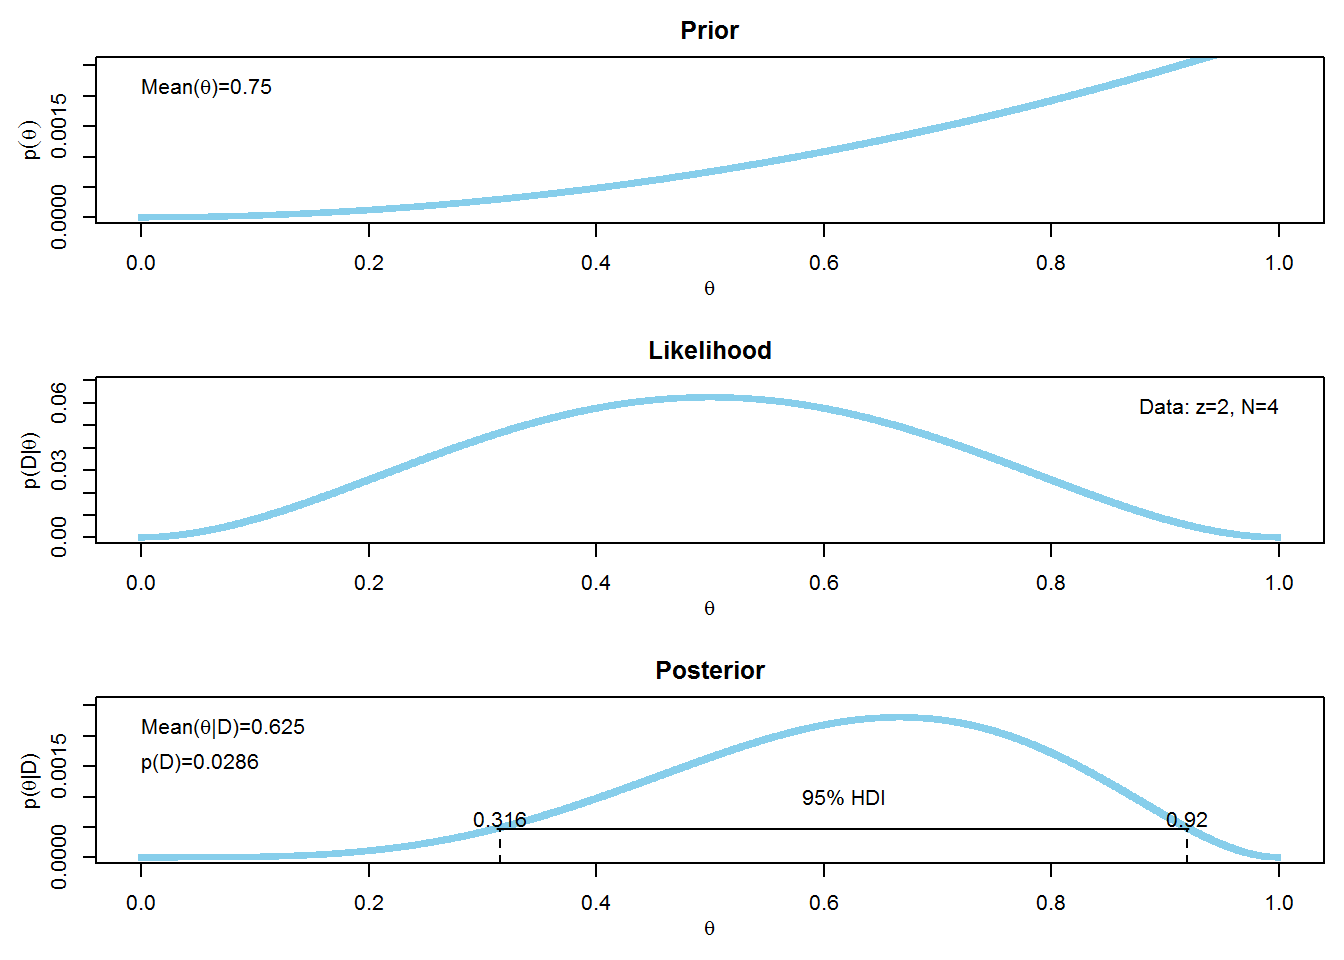 Prior
Mean(θ)=0.75
p(θ)
0.0000 0.0015
0.0 0.2 0.4 0.6 0.8 1.0
θ
Likelihood
Data: z=2, N=4
p(D|θ)
0.00 0.03 0.06
0.0 0.2 0.4 0.6 0.8 1.0
θ
Posterior
Mean(θ|D)=0.625
p(D)=0.0286
95% HDI
0.316 0.92
p(θ|D)
0.0000 0.0015
0.0 0.2 0.4 0.6 0.8 1.0
θ